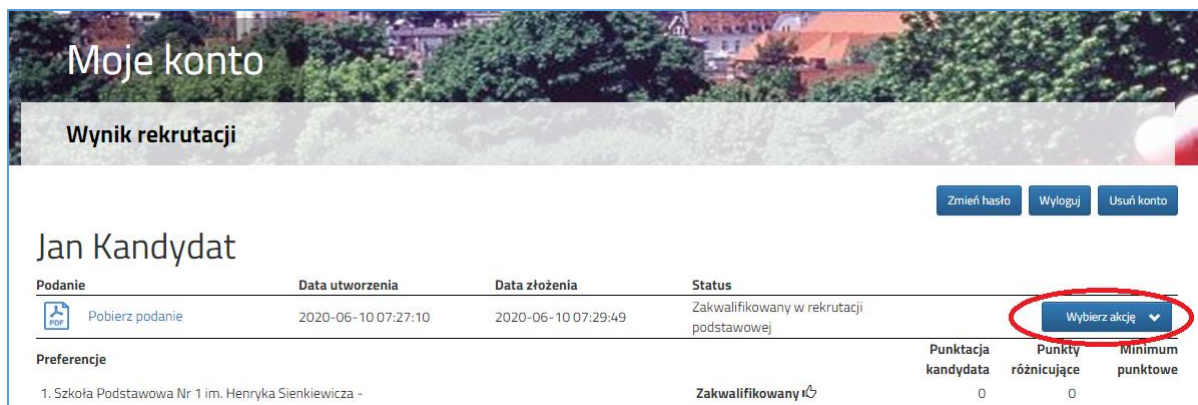 Moje konto
Wynik rekrutacji
Zmień hasło Wyloguj Usuń konto
Jan Kandydat
Podanie Data utworzenia Data złożenia Status
PDF Pobierz podanie 2020-06-10 07:27:10 2020-06-10 07:29:49 Zakwalifikowany w rekrutacji podstawowej Wybierz akcję
Preferencje Punktacja kandydata Punkty różnicujące Minimum punktowe
1. Szkoła Podstawowa Nr 1 im. Henryka Sienkiewicza - Zakwalifikowany 0 0